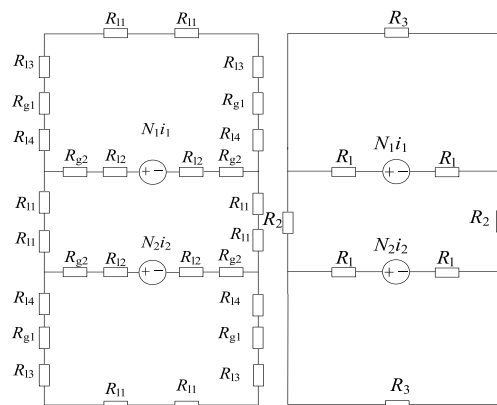 R₁₁ R₁₁
R₁₃ R₁₃
Rg₁ Rg₁
R₁₄ R₁₄
N₁i₁
Rg₂ R₁₂ R₁₂ Rg₂
R₁₁ R₁₁
R₁₁ R₁₁
N₂i₂
Rg₂ R₁₂ R₁₂ Rg₂
R₁₄ R₁₄
Rg₁ Rg₁
R₁₃ R₁₃
R₁₁ R₁₁
R₃
N₁i₁
R₁ R₁
R₂ R₂
N₂i₂
R₁ R₁
R₃